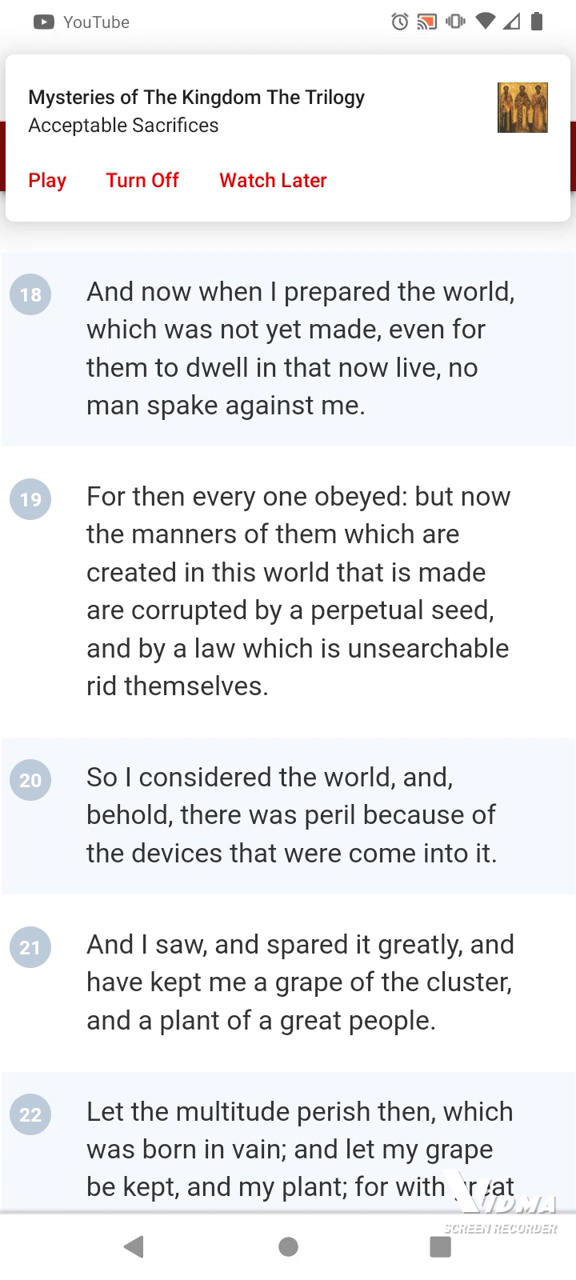 YouTube
Mysteries of The Kingdom The Trilogy
Acceptable Sacrifices
Play Turn Off Watch Later
18 And now when I prepared the world,
which was not yet made, even for
them to dwell in that now live, no
man spake against me.
19 For then every one obeyed: but now
the manners of them which are
created in this world that is made
are corrupted by a perpetual seed,
and by a law which is unsearchable
rid themselves.
20 So I considered the world, and,
behold, there was peril because of
the devices that were come into it.
21 And I saw, and spared it greatly, and
have kept me a grape of the cluster,
and a plant of a great people.
22 Let the multitude perish then, which
was born in vain; and let my grape
be kept, and my plant; for with great
VIDMA
SCREEN RECORDER